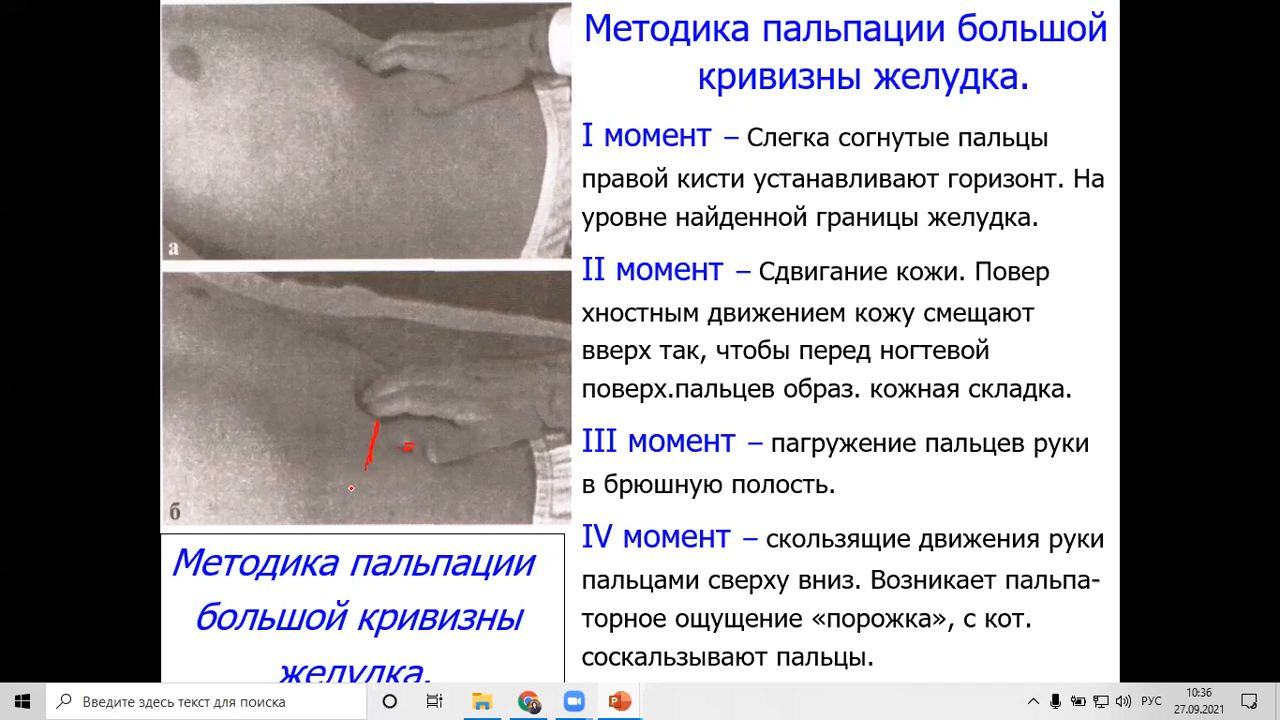 Методика пальпации большой
кривизны желудка.
I момент – Слегка согнутые пальцы
правой кисти устанавливают горизонт. На
уровне найденной границы желудка.
II момент – Сдвигание кожи. Повер
хностным движением кожу смещают
вверх так, чтобы перед ногтевой
поверх.пальцев образ. кожная складка.
III момент – пагружение пальцев руки
в брюшную полость.
IV момент – скользящие движения руки
пальцами сверху вниз. Возникает пальпа-
торное ощущение «порожка», с кот.
соскальзывают пальцы.
а
б
Методика пальпации
большой кривизны
желудка.
Введите здесь текст для поиска
РУС
10:36
27.09.2021